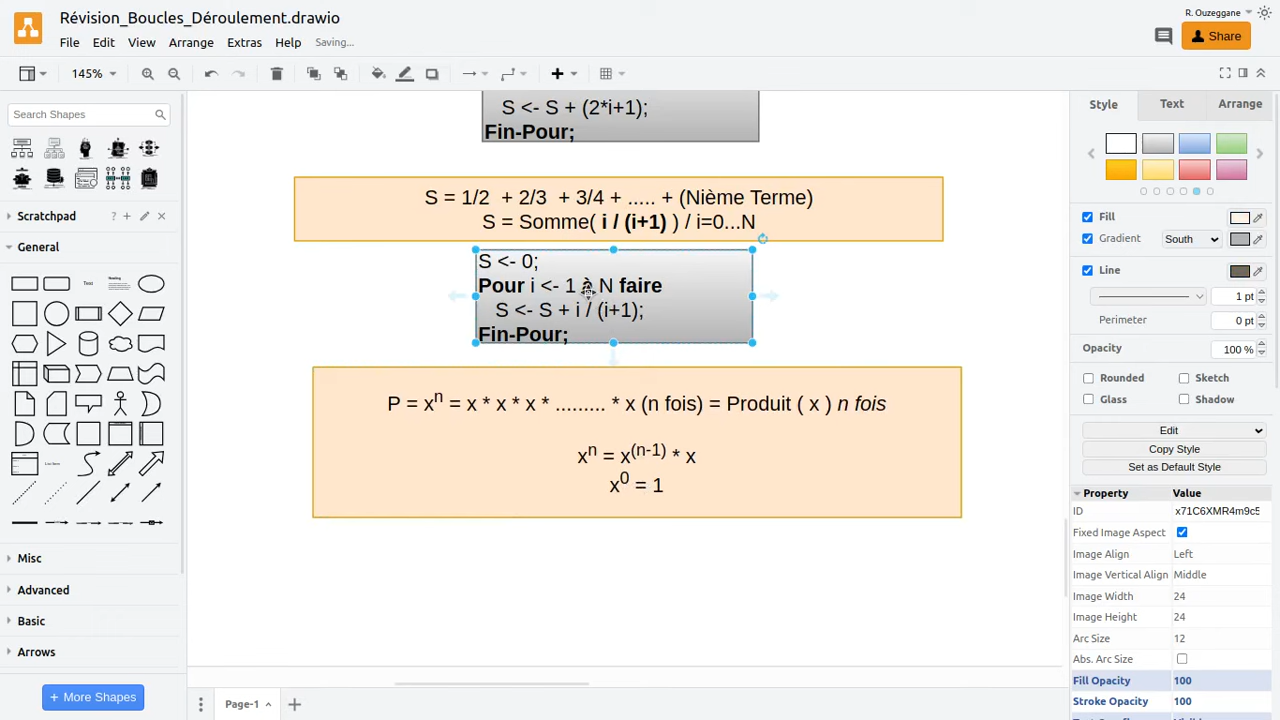 Révision_Boucles_Déroulement.drawio
R. Ouzeggane
File Edit View Arrange Extras Help Saving...
Share
145%
Search Shapes
Scratchpad
General
Misc
Advanced
Basic
Arrows
+ More Shapes
S <- S + (2*i+1);
Fin-Pour;
S = 1/2 + 2/3 + 3/4 + ..... + (Nième Terme)
S = Somme( i / (i+1) ) / i=0...N
S <- 0;
Pour i <- 1 à N faire
S <- S + i / (i+1);
Fin-Pour;
P = xⁿ = x * x * x * ......... * x (n fois) = Produit ( x ) n fois
xⁿ = x⁽ⁿ⁻¹⁾ * x
x⁰ = 1
Page-1
Style Text Arrange
Fill
Gradient South
Line
1 pt
Perimeter 0 pt
Opacity 100 %
Rounded Sketch
Glass Shadow
Edit
Copy Style
Set as Default Style
Property Value
ID x71C6XMR4m9c5
Fixed Image Aspect
Image Align Left
Image Vertical Align Middle
Image Width 24
Image Height 24
Arc Size 12
Abs. Arc Size
Fill Opacity 100
Stroke Opacity 100